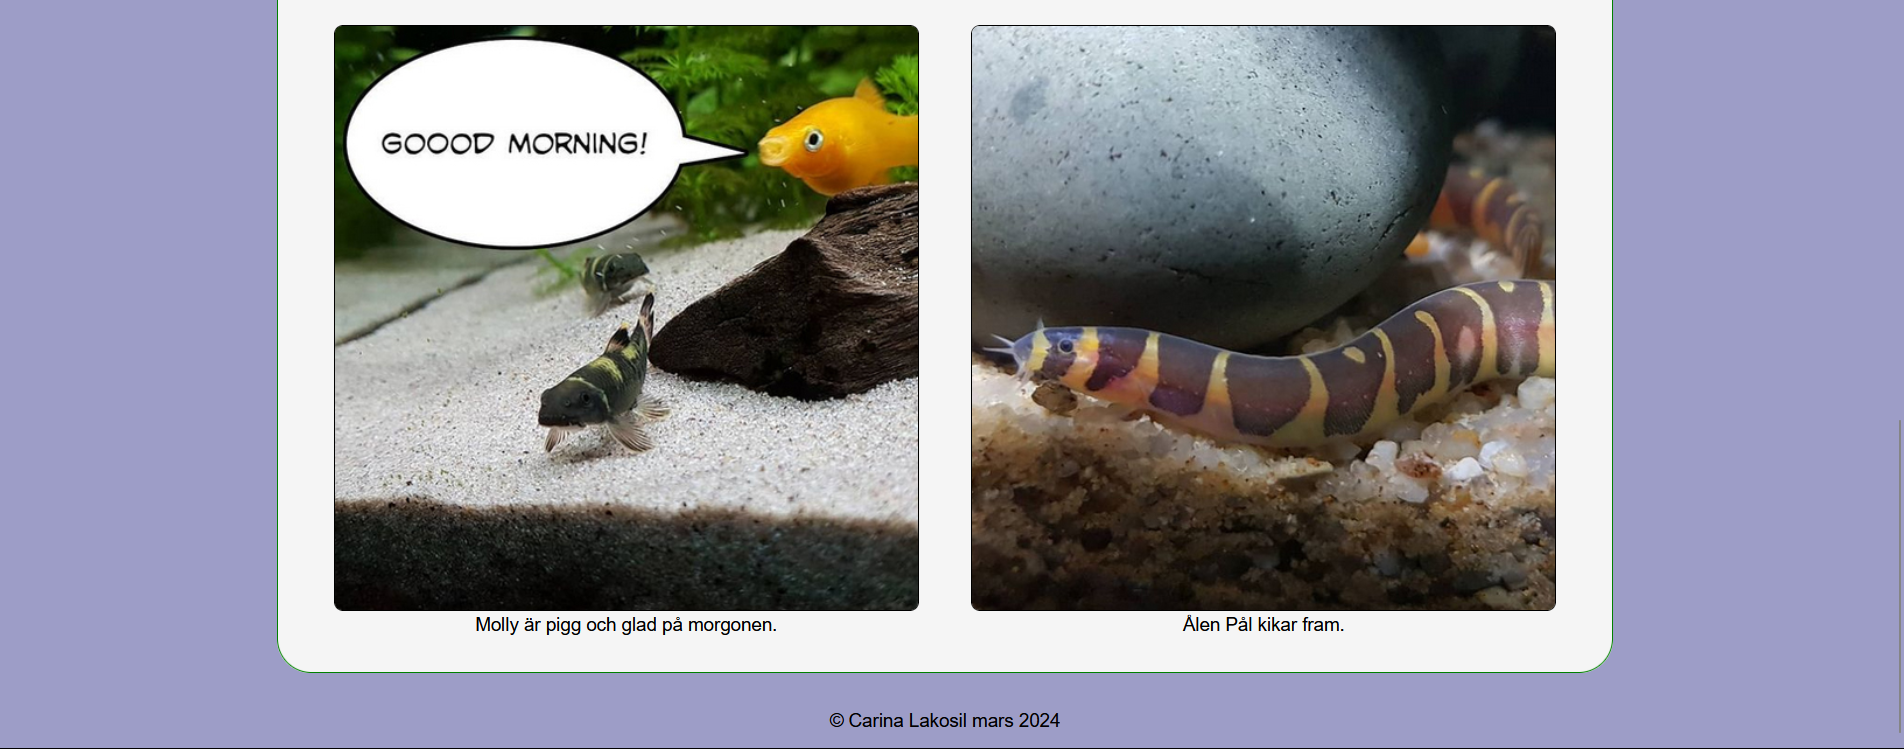 GOOOD MORNING!
Molly är pigg och glad på morgonen.
Ålen Pål kikar fram.
© Carina Lakosil mars 2024